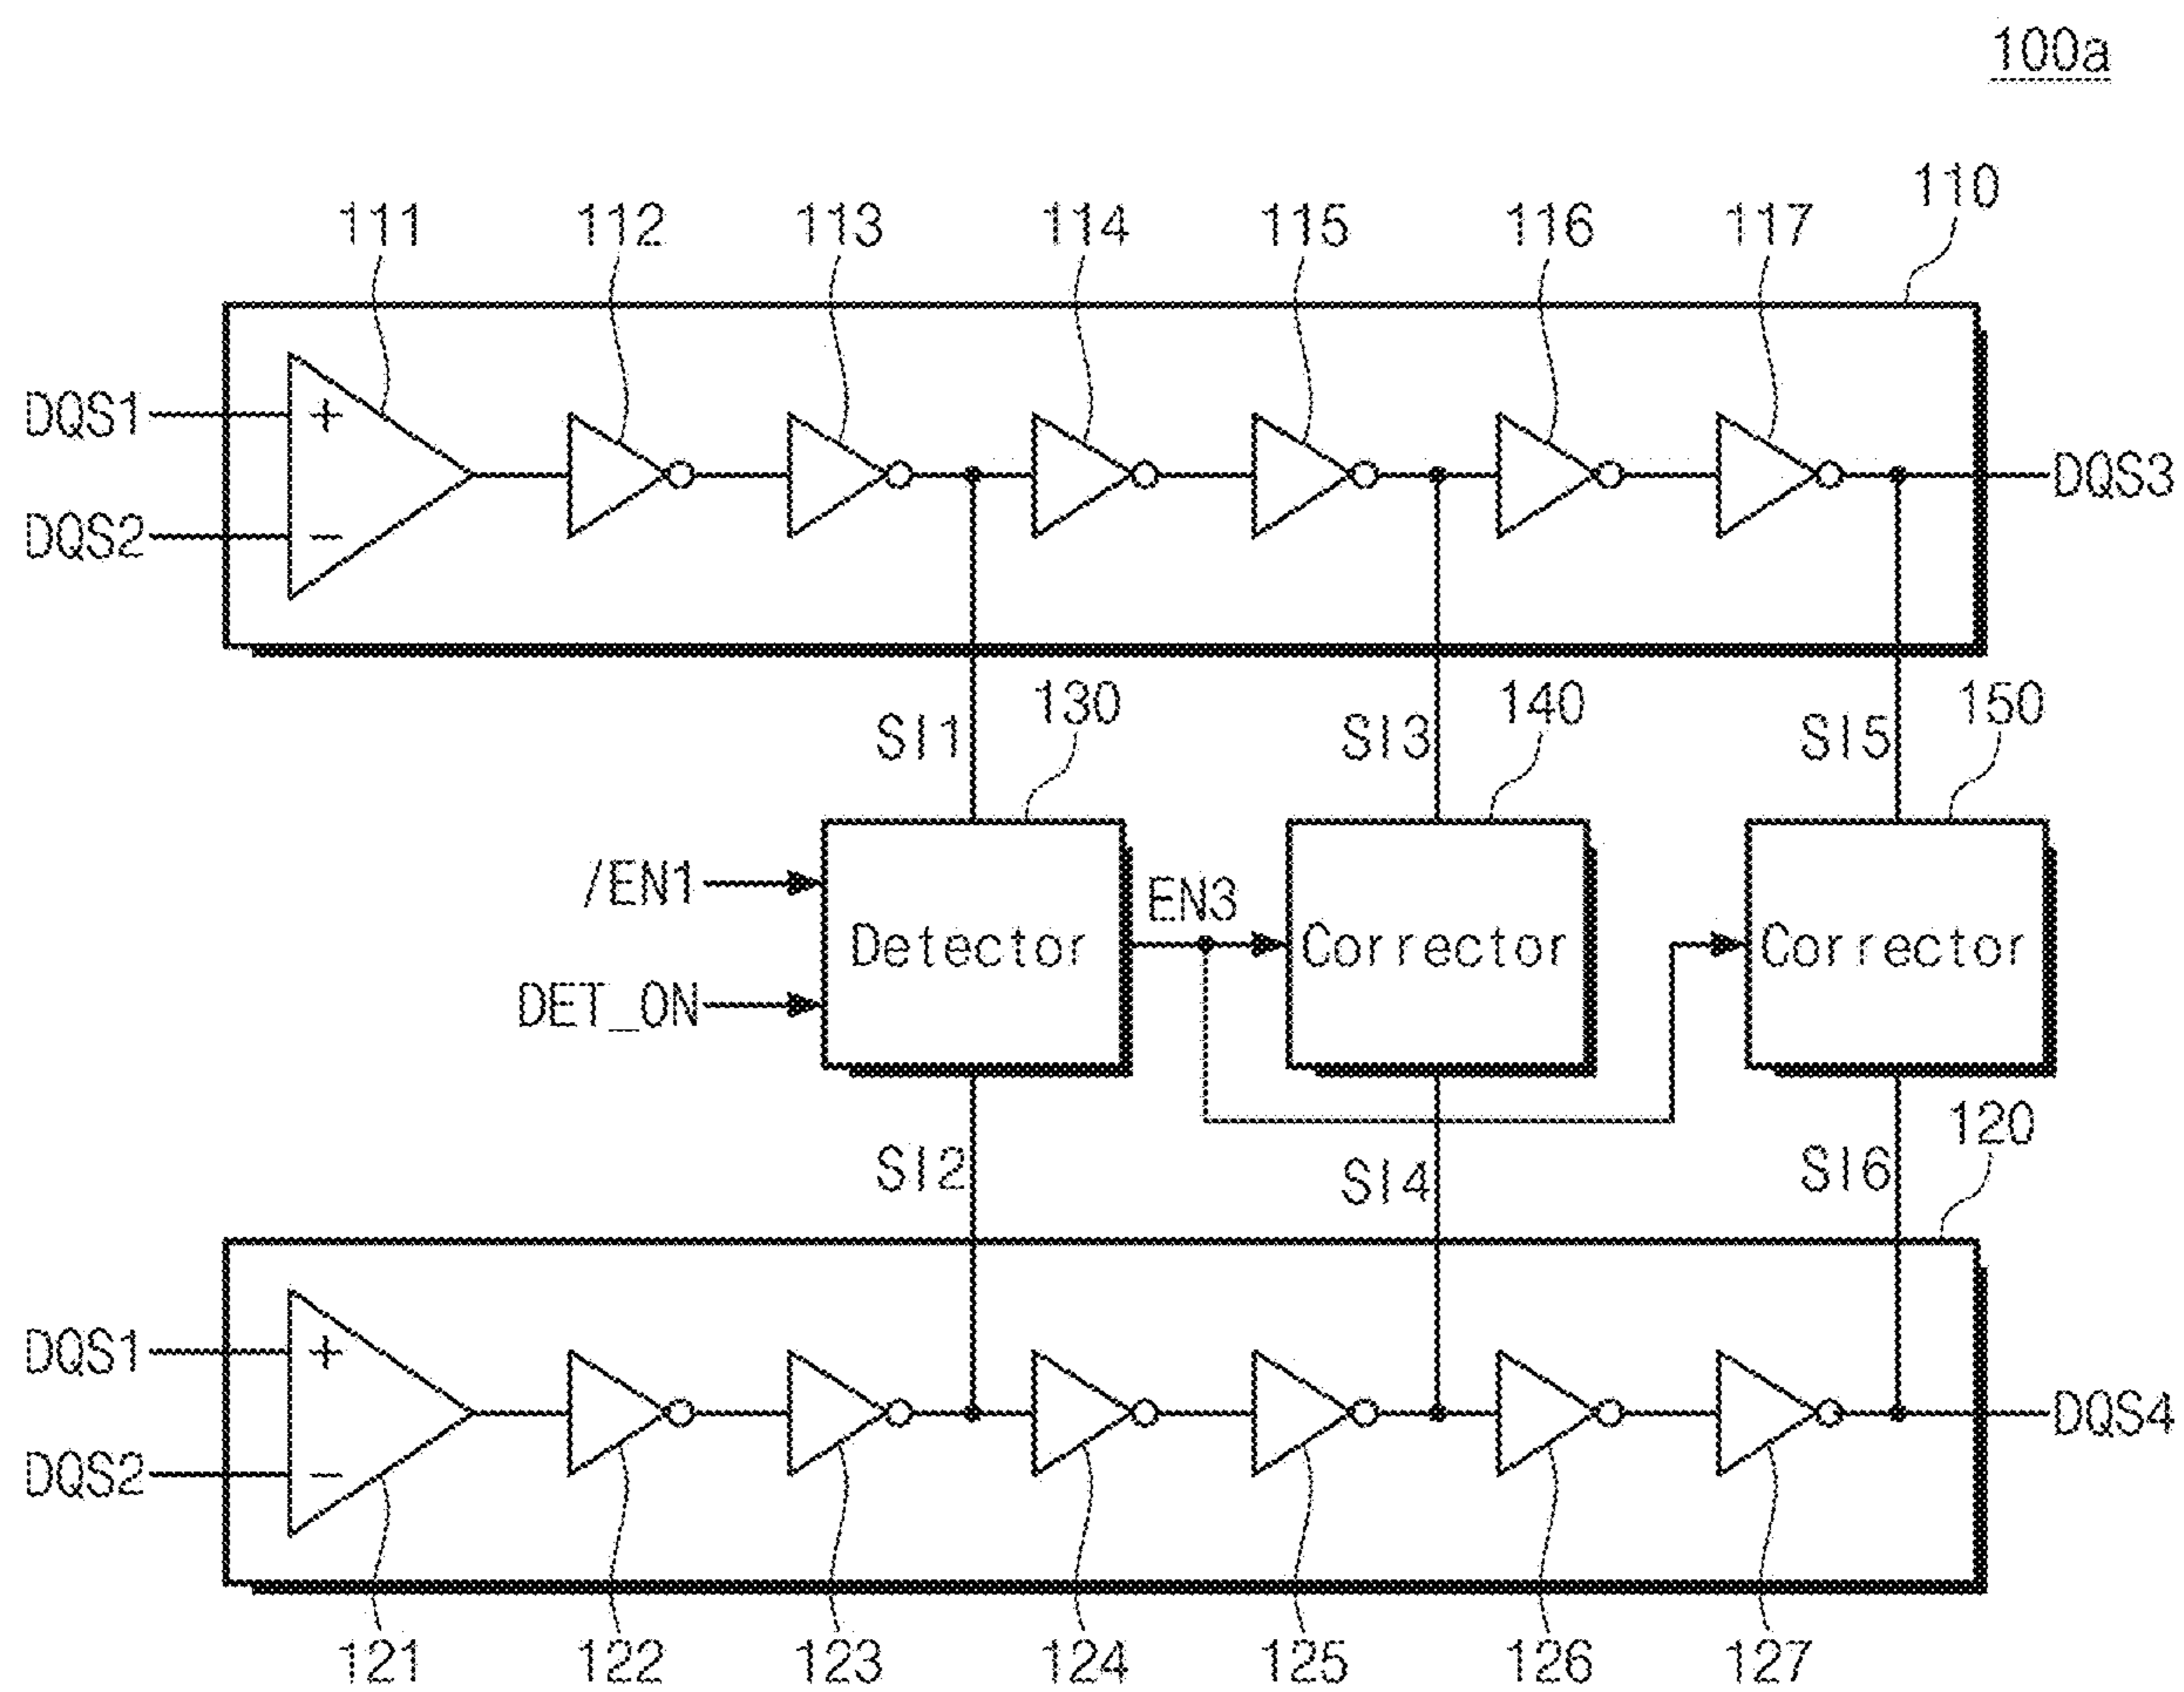 100a
110
111 112 113 114 115 116 117
DQS1 +
DQS3
DQS2 −
130 140 150
SI1 SI3 SI5
/EN1 EN3
Detector Corrector Corrector
DET_ON
120
SI2 SI4 SI6
DQS1 +
DQS4
DQS2 −
121 122 123 124 125 126 127